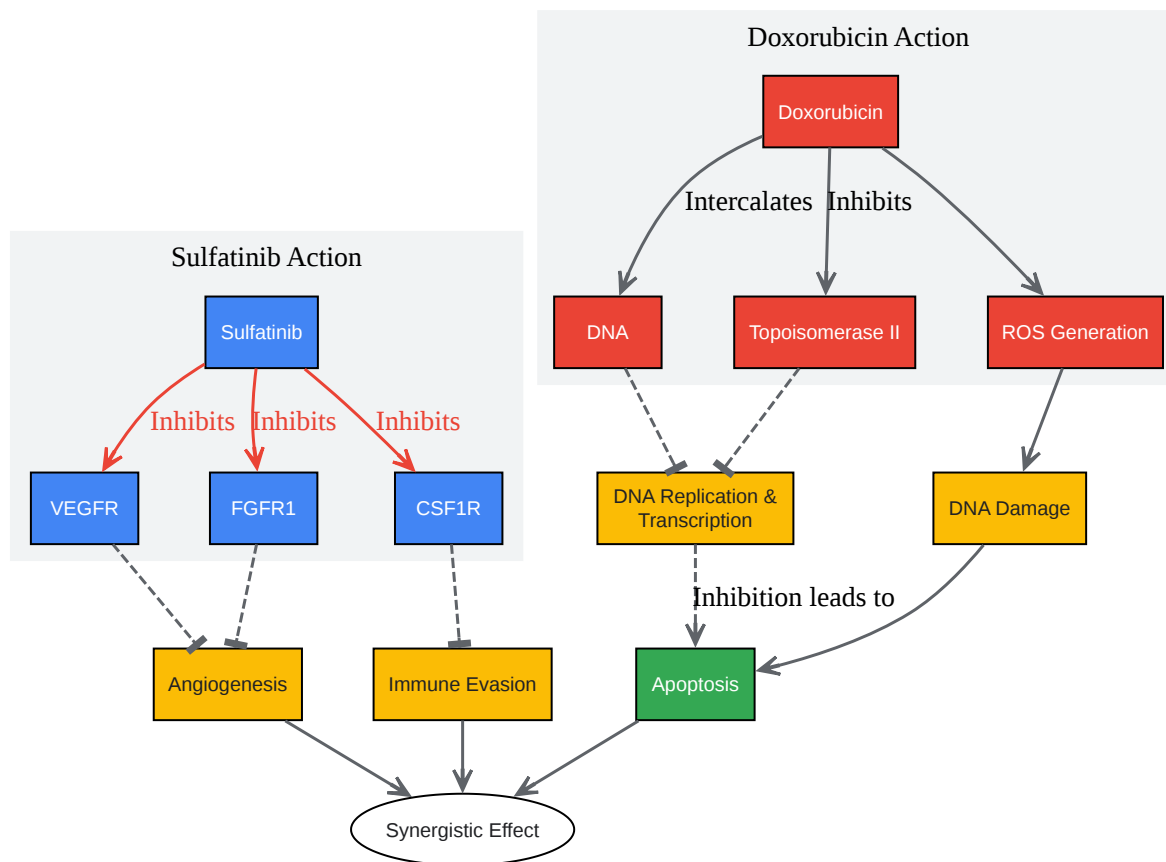 Doxorubicin Action
Doxorubicin
Intercalates
Inhibits
Sulfatinib Action
Sulfatinib
DNA
Topoisomerase II
ROS Generation
Inhibits
Inhibits
Inhibits
VEGFR
FGFR1
CSF1R
DNA Replication &
Transcription
DNA Damage
Inhibition leads to
Angiogenesis
Immune Evasion
Apoptosis
Synergistic Effect